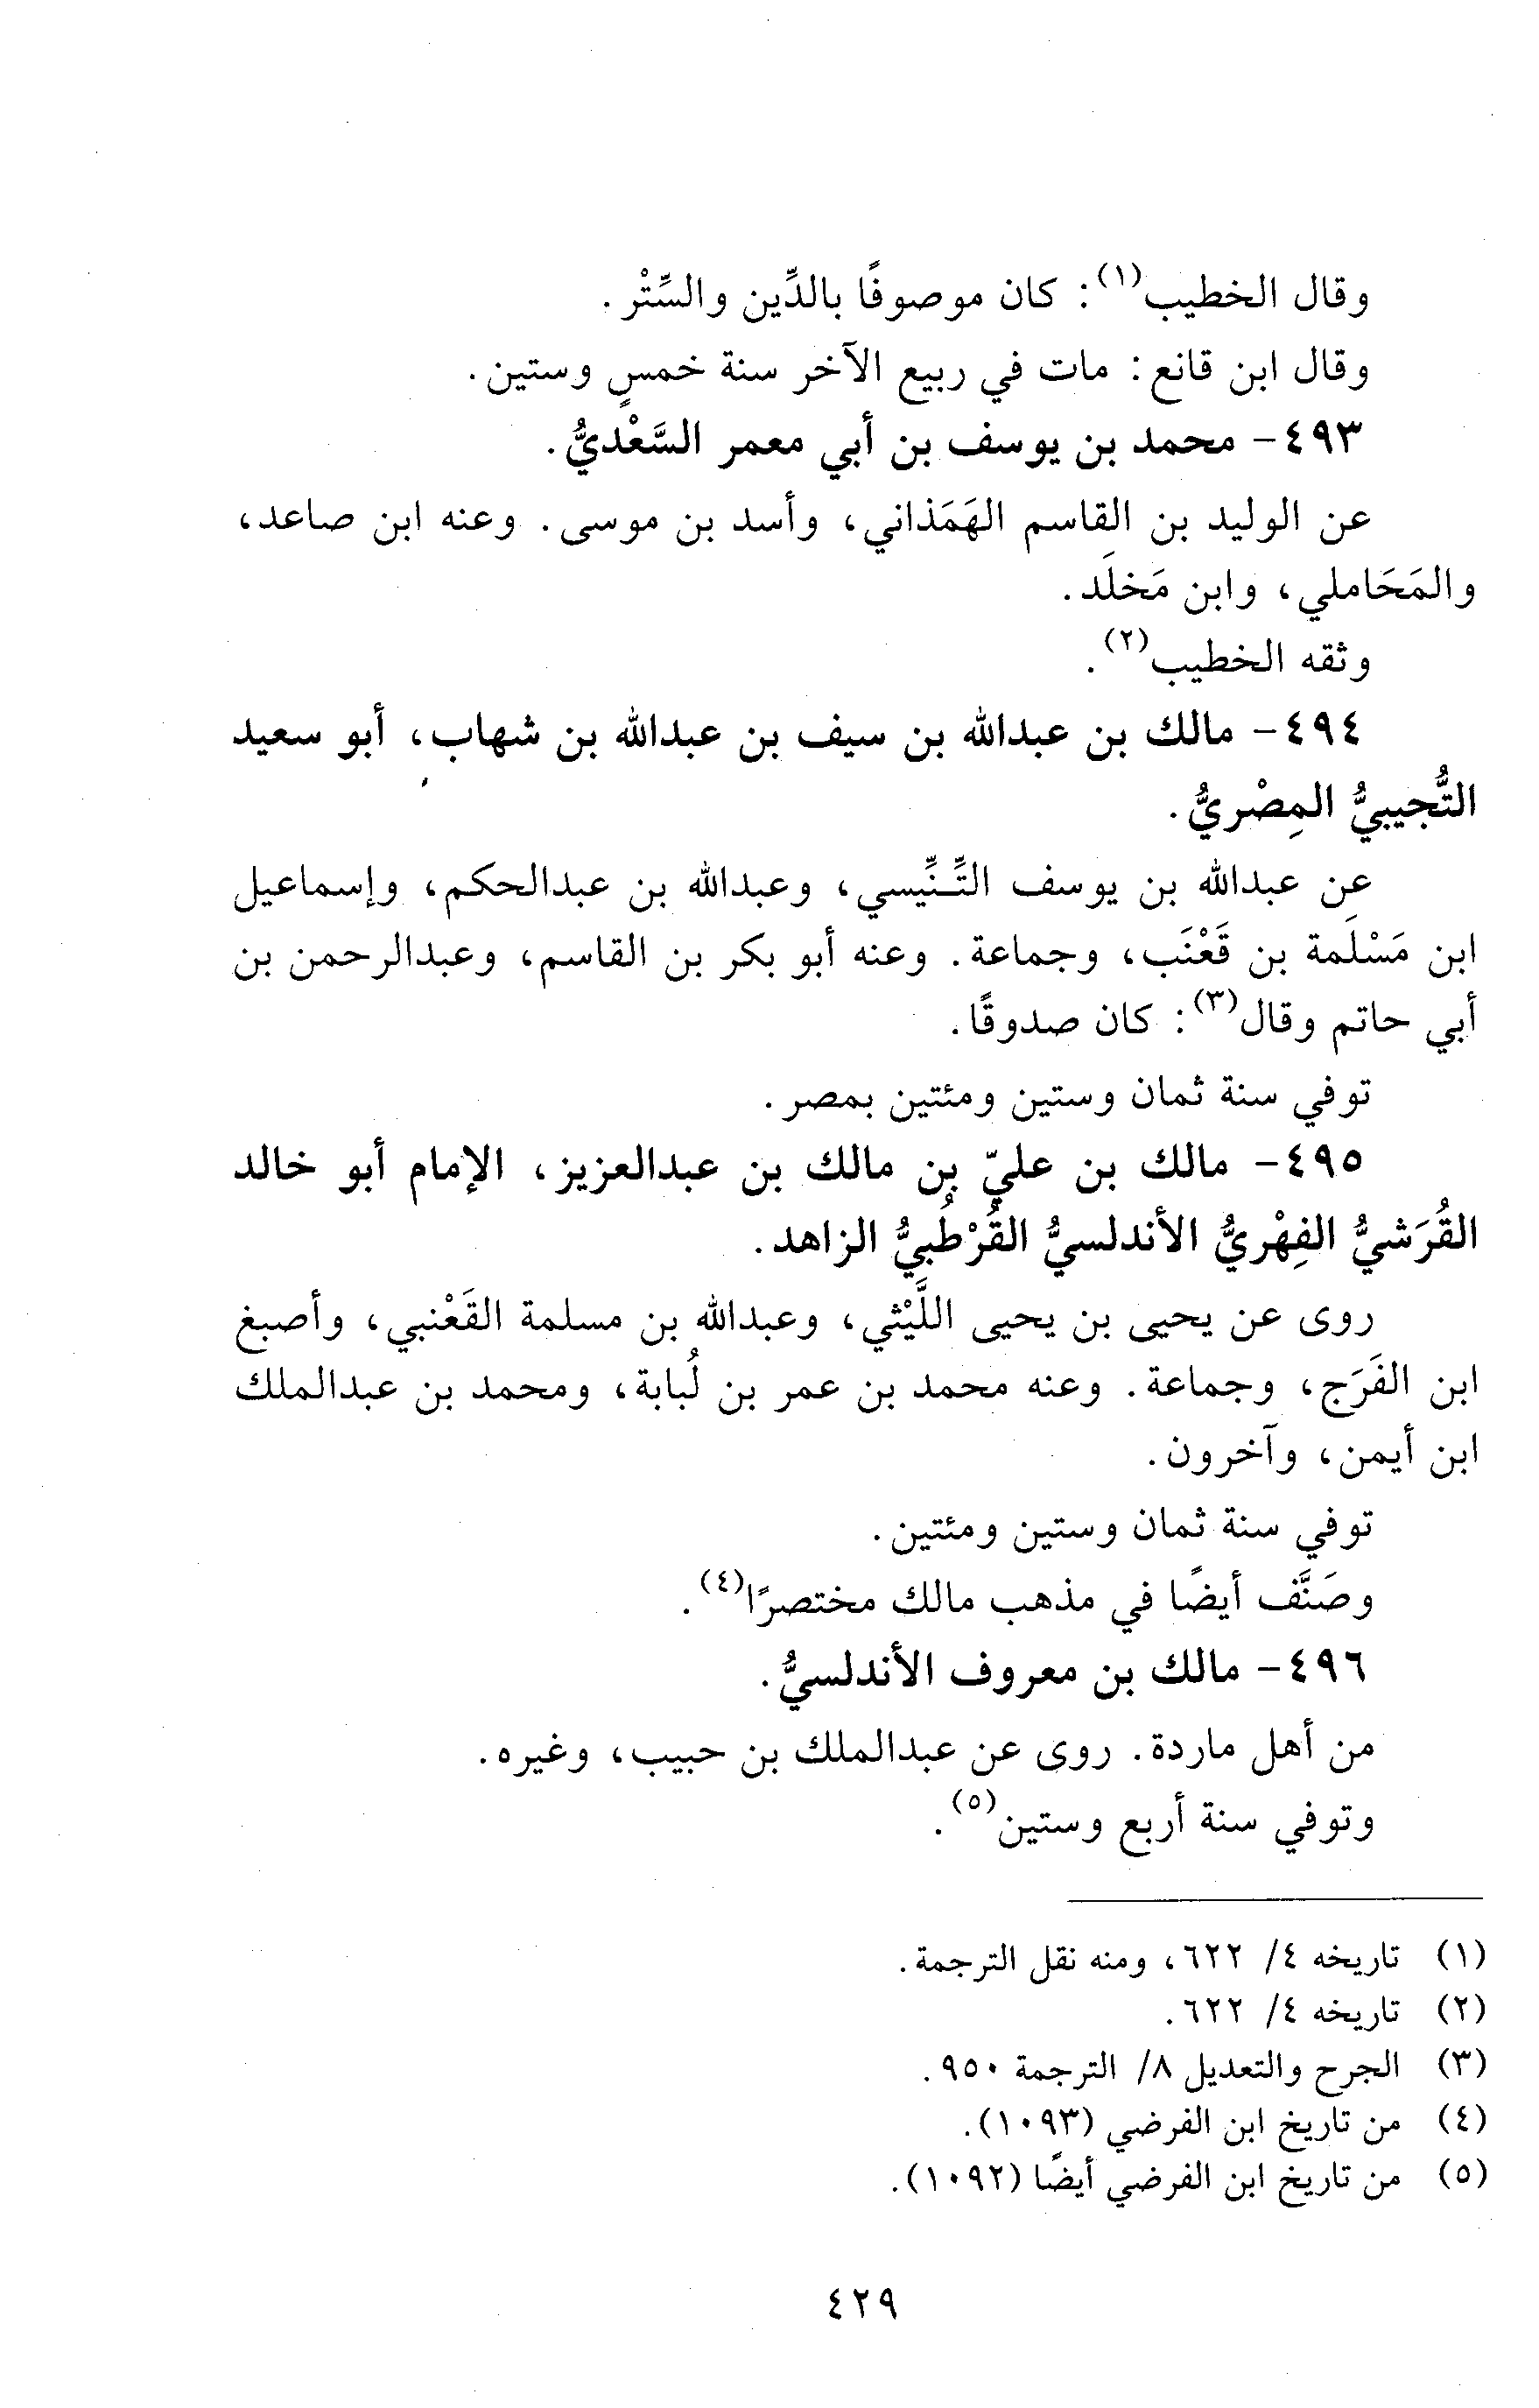 وقال الخطيب(١): كان موصوفًا بالدِّين والسِّتْر.
وقال ابن قانع: مات في ربيع الآخر سنة خمسٍ وستين.
٤٩٣- محمد بن يوسف بن أبي معمر السَّعْديُّ.
عن الوليد بن القاسم الهَمَذاني، وأسد بن موسى. وعنه ابن صاعد،
والمَحَاملي، وابن مَخلَد.
وثقه الخطيب(٢).
٤٩٤- مالك بن عبدالله بن سيف بن عبدالله بن شهاب، أبو سعيد
التُّجيبيُّ المِصْريُّ.
عن عبدالله بن يوسف التِّنِّيسي، وعبدالله بن عبدالحكم، وإسماعيل
ابن مَسْلَمة بن قَعْنَب، وجماعة. وعنه أبو بكر بن القاسم، وعبدالرحمن بن
أبي حاتم وقال(٣): كان صدوقًا.
توفي سنة ثمان وستين ومئتين بمصر.
٤٩٥- مالك بن عليّ بن مالك بن عبدالعزيز، الإمام أبو خالد
القُرَشيُّ الفِهْريُّ الأندلسيُّ القُرْطُبيُّ الزاهد.
روى عن يحيى بن يحيى اللَّيْثي، وعبدالله بن مسلمة القَعْنبي، وأصبغ
ابن الفَرَج، وجماعة. وعنه محمد بن عمر بن لُبابة، ومحمد بن عبدالملك
ابن أيمن، وآخرون.
توفي سنة ثمان وستين ومئتين.
وصَنَّف أيضًا في مذهب مالك مختصرًا(٤).
٤٩٦- مالك بن معروف الأندلسيُّ.
من أهل ماردة. روى عن عبدالملك بن حبيب، وغيره.
وتوفي سنة أربع وستين(٥).
(١) تاريخه ٤/ ٦٢٢، ومنه نقل الترجمة.
(٢) تاريخه ٤/ ٦٢٢.
(٣) الجرح والتعديل ٨/ الترجمة ٩٥٠.
(٤) من تاريخ ابن الفرضي (١٠٩٣).
(٥) من تاريخ ابن الفرضي أيضًا (١٠٩٢).
٤٢٩